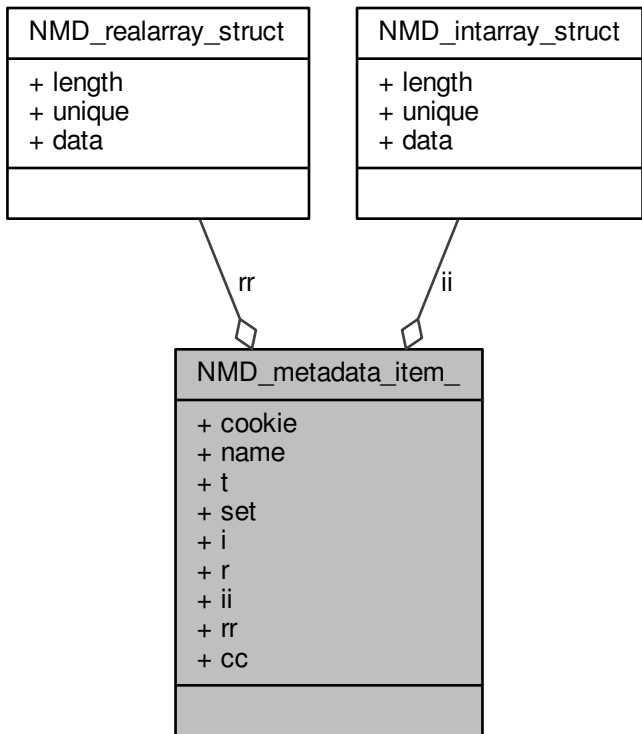 NMD_realarray_struct
+ length
+ unique
+ data
NMD_intarray_struct
+ length
+ unique
+ data
rr
ii
NMD_metadata_item_
+ cookie
+ name
+ t
+ set
+ i
+ r
+ ii
+ rr
+ cc